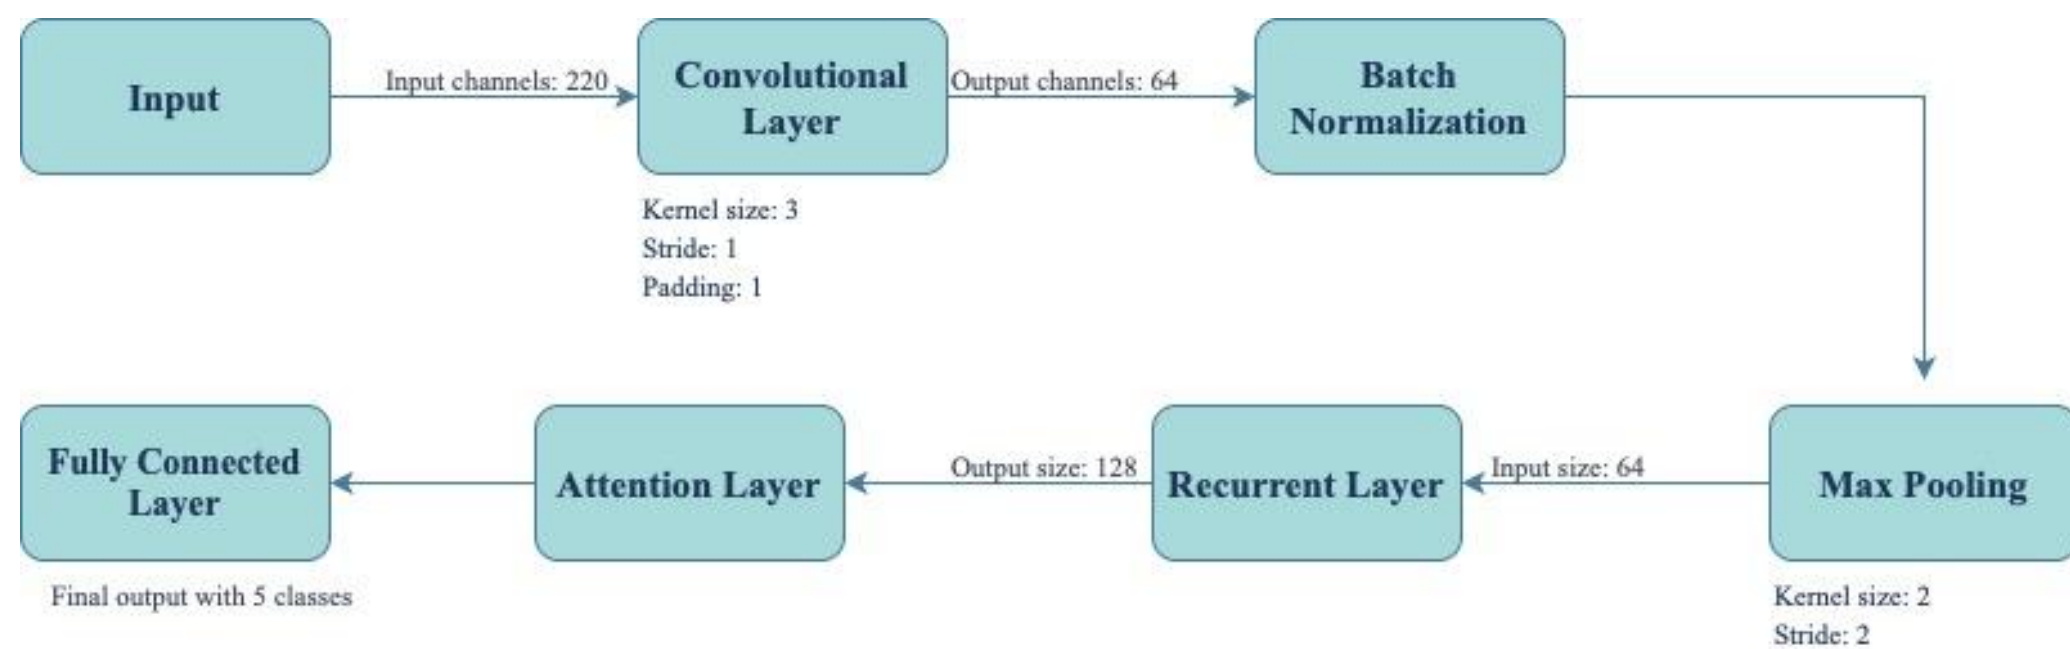 Input
Input channels: 220
Convolutional
Layer
Output channels: 64
Batch
Normalization
Kernel size: 3
Stride: 1
Padding: 1
Max Pooling
Kernel size: 2
Stride: 2
Input size: 64
Recurrent Layer
Output size: 128
Attention Layer
Fully Connected
Layer
Final output with 5 classes